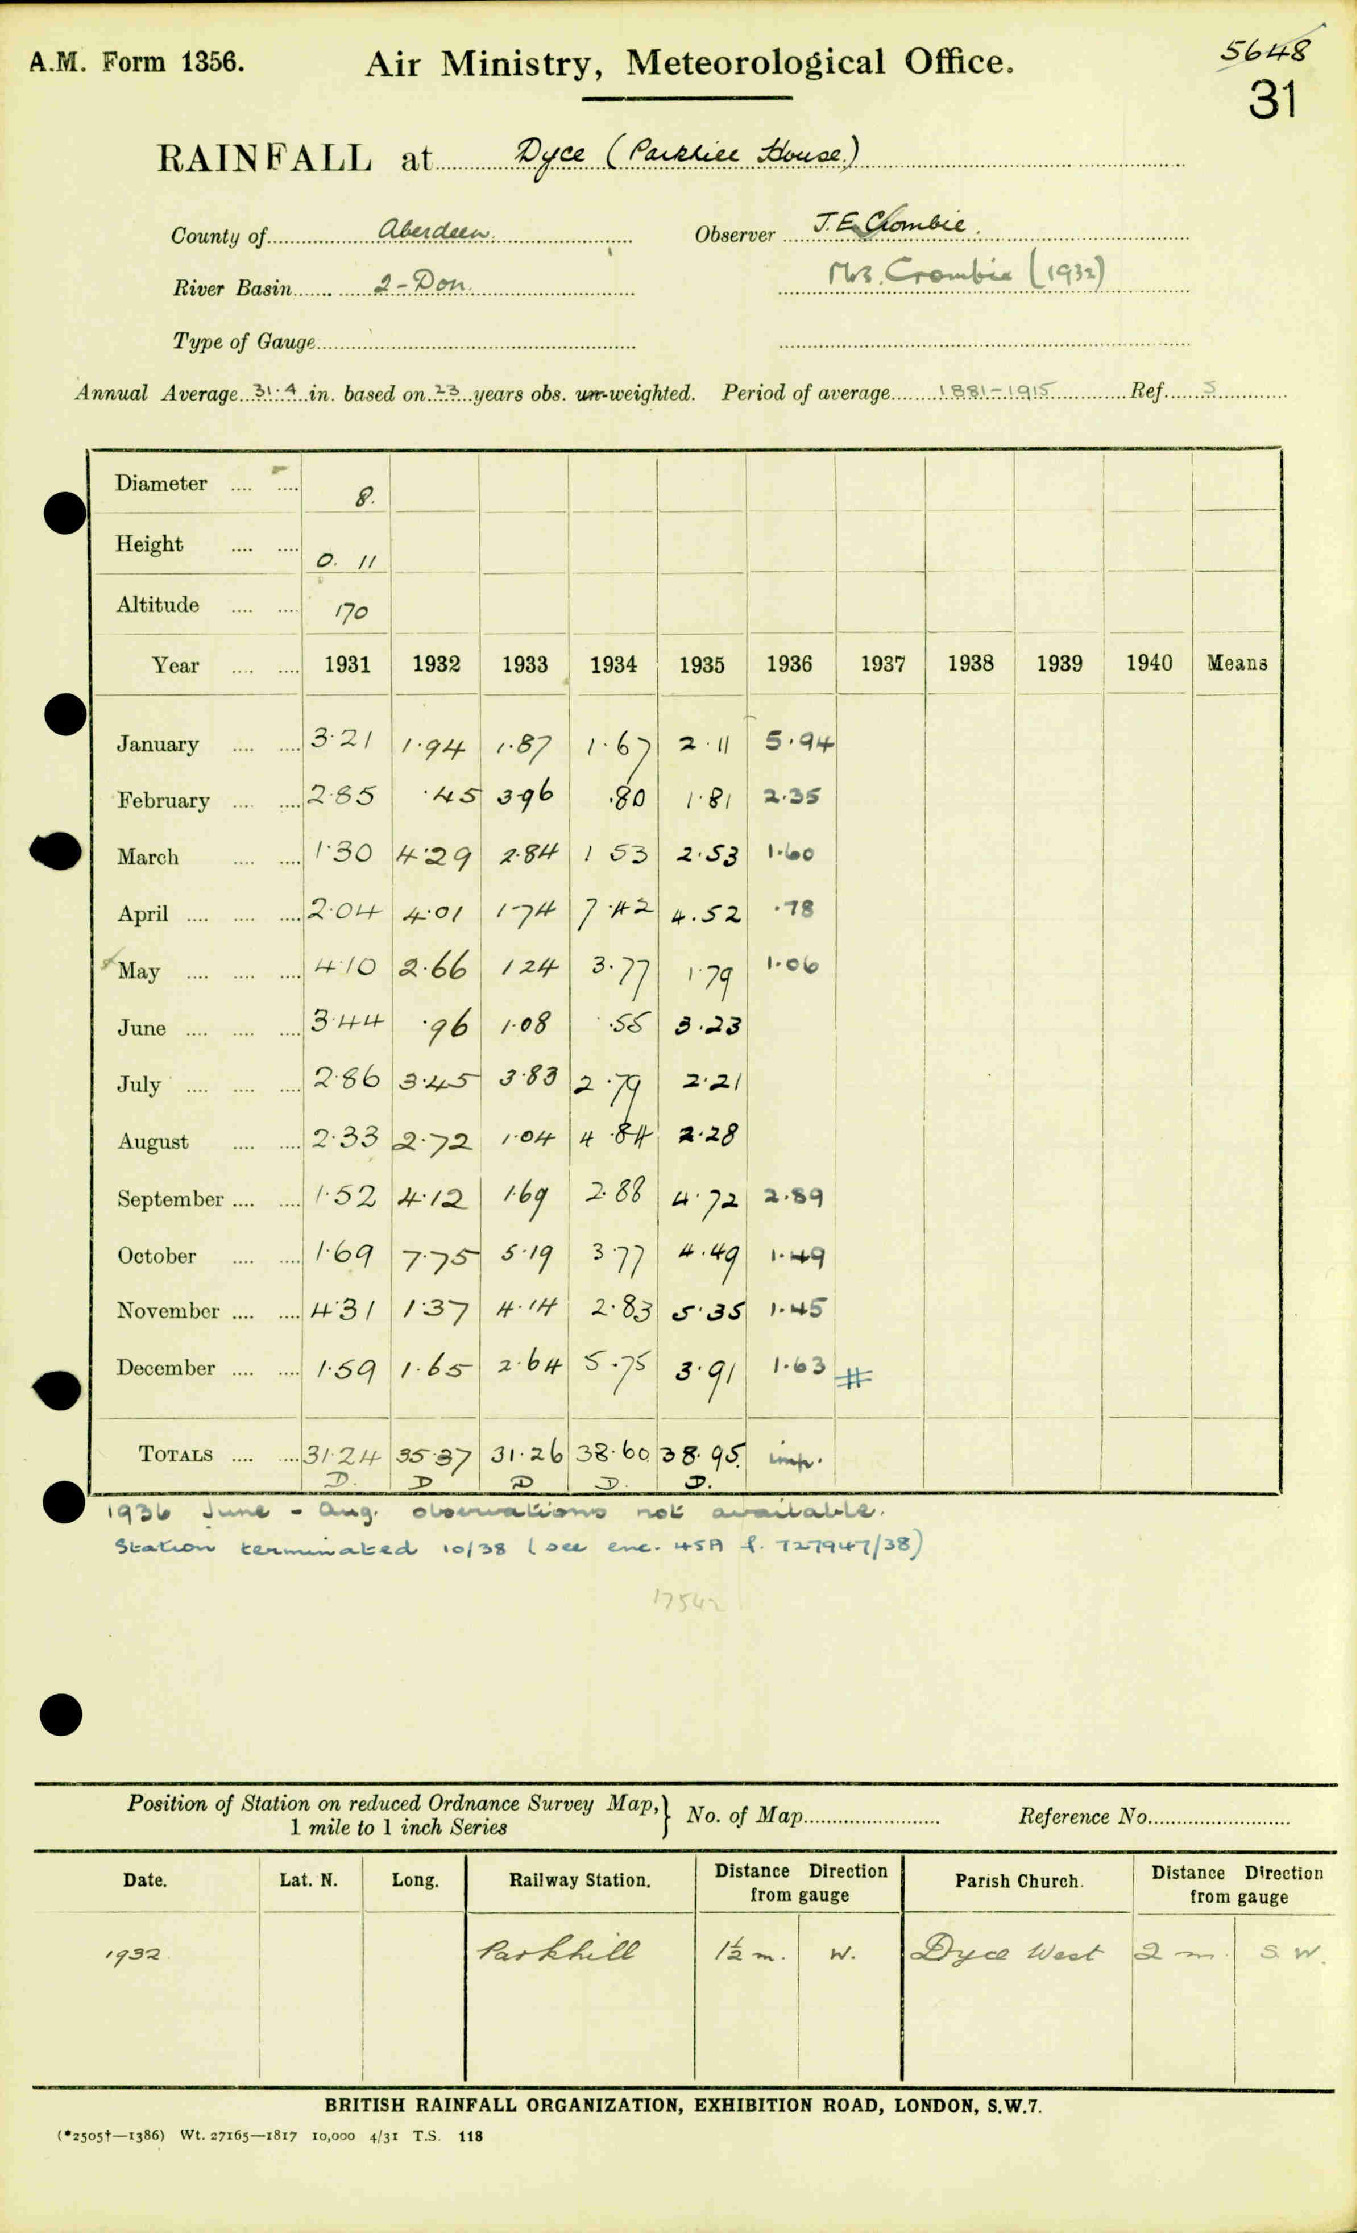 A.M. Form 1356.
Air Ministry, Meteorological Office.
5648
31
RAINFALL at Dyce (Parkhill House)
County of Aberdeen. Observer J.E Crombie.
River Basin 2-Don. Mrs. Crombie (1932)
Type of Gauge
Annual Average 31.4 in. based on 23 years obs. un-weighted. Period of average 1881-1915 Ref. 5
Diameter 8.
Height 0. 11
Altitude 170
Year 1931 1932 1933 1934 1935 1936 1937 1938 1939 1940 Means
January 3.21 1.94 1.87 1.67 2.11 5.94
February 2.85 .45 3.96 .80 1.81 2.35
March 1.30 4.29 2.84 1 53 2.53 1.60
April 2.04 4.01 1.74 7.42 4.52 .78
May 4.10 2.66 1 24 3.77 1.79 1.06
June 3.44 .96 1.08 .55 3.23
July 2.86 3.45 3.83 2.79 2.21
August 2.33 2.72 1.04 4.84 2.28
September 1.52 4.12 1.69 2.88 4.72 2.89
October 1.69 7.75 5.19 3.77 4.49 1.49
November 4.31 1.37 4.14 2.83 5.35 1.45
December 1.59 1.65 2.64 5.75 3.91 1.63 #
TOTALS 31.24 35.37 31.26 38.60 38.95. imp.
D. D D D. D.
1936 June - Aug. observations not available.
Station terminated 10/38 (see enc. 45A f. 727947/38)
17542
Position of Station on reduced Ordnance Survey Map,} No. of Map Reference No.
1 mile to 1 inch Series
Date. Lat. N. Long. Railway Station. Distance Direction from gauge Parish Church. Distance Direction from gauge
1932 Parkhill 1½ m. W. Dyce West 2 m. S. W.
BRITISH RAINFALL ORGANIZATION, EXHIBITION ROAD, LONDON, S.W.7.
(*2505†—1386) Wt. 27165—1817 10,000 4/31 T.S. 118